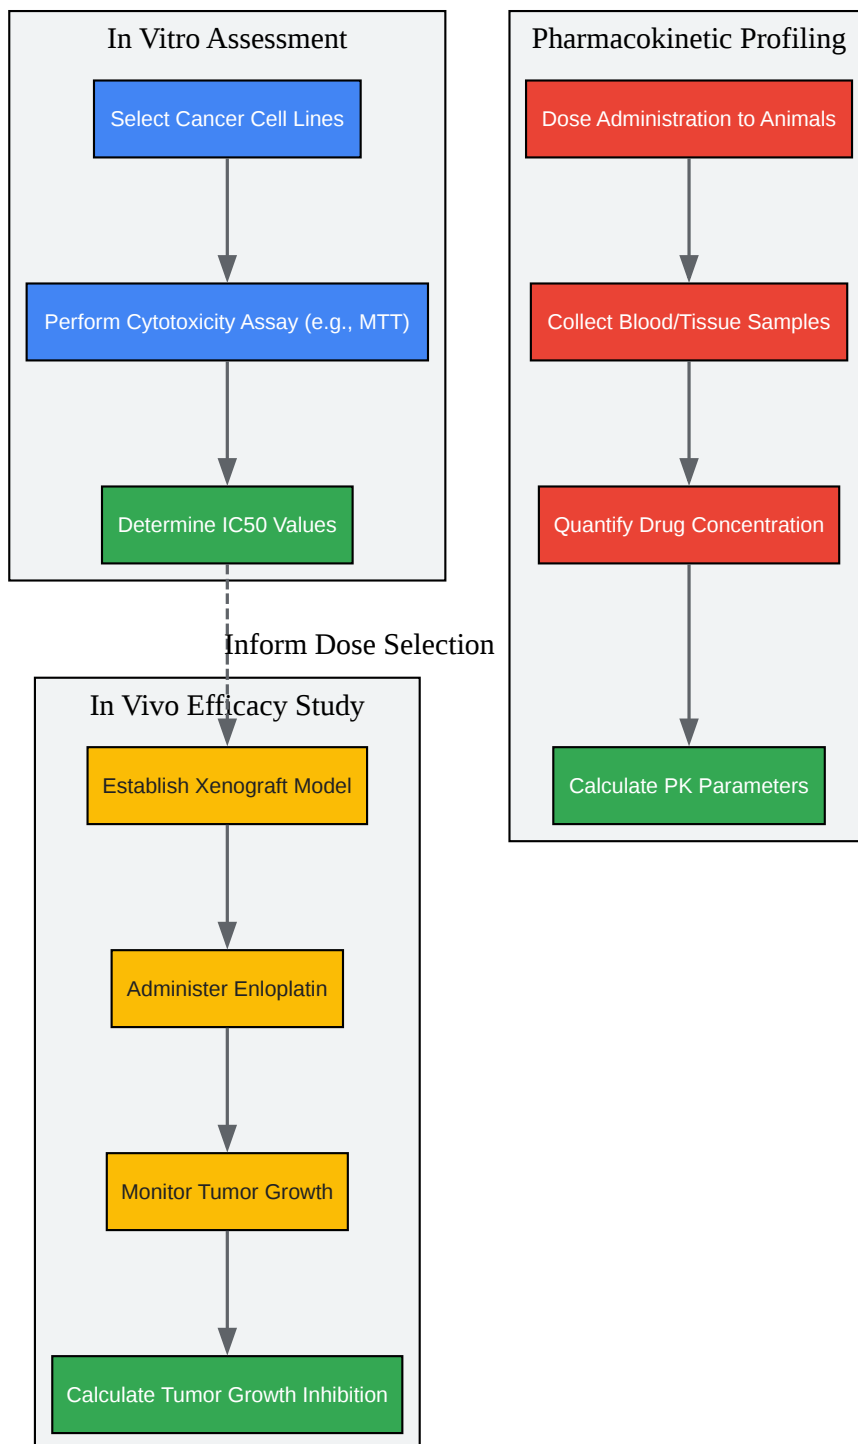 In Vitro Assessment
Select Cancer Cell Lines
Perform Cytotoxicity Assay (e.g., MTT)
Determine IC50 Values
Inform Dose Selection
In Vivo Efficacy Study
Establish Xenograft Model
Administer Enloplatin
Monitor Tumor Growth
Calculate Tumor Growth Inhibition
Pharmacokinetic Profiling
Dose Administration to Animals
Collect Blood/Tissue Samples
Quantify Drug Concentration
Calculate PK Parameters